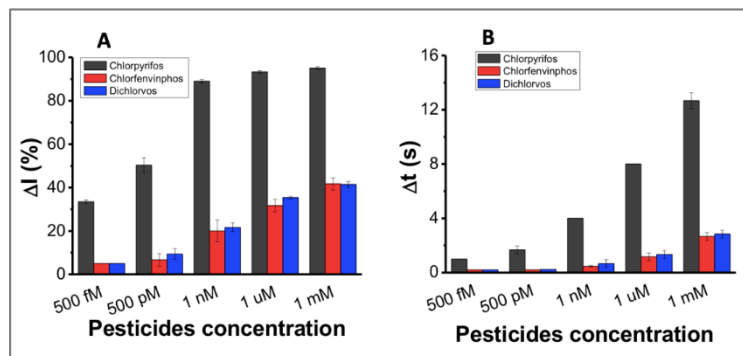 A
Chlorpyrifos
Chlorfenvinphos
Dichlorvos
ΔI (%)
100
80
60
40
20
0
500 fM
500 pM
1 nM
1 uM
1 mM
Pesticides concentration
B
Chlorpyrifos
Chlorfenvinphos
Dichlorvos
Δt (s)
16
12
8
4
0
500 fM
500 pM
1 nM
1 uM
1 mM
Pesticides concentration